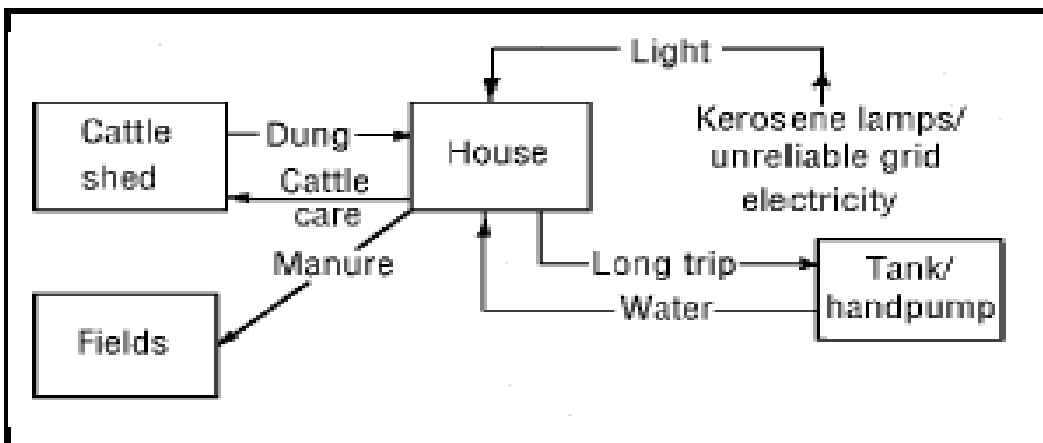 Light
Cattle
shed
Dung
House
Kerosene lamps/
unreliable grid
electricity
Cattle
care
Manure
Long trip
Tank/
handpump
Water
Fields